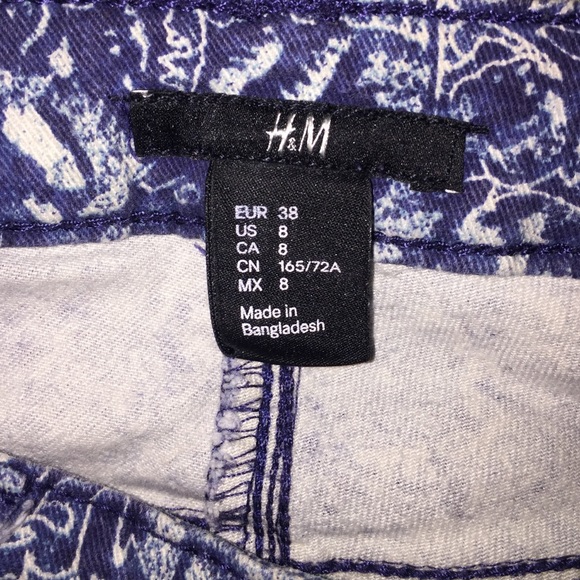 H&M
EUR 38
US 8
CA 8
CN 165/72A
MX 8
Made in
Bangladesh